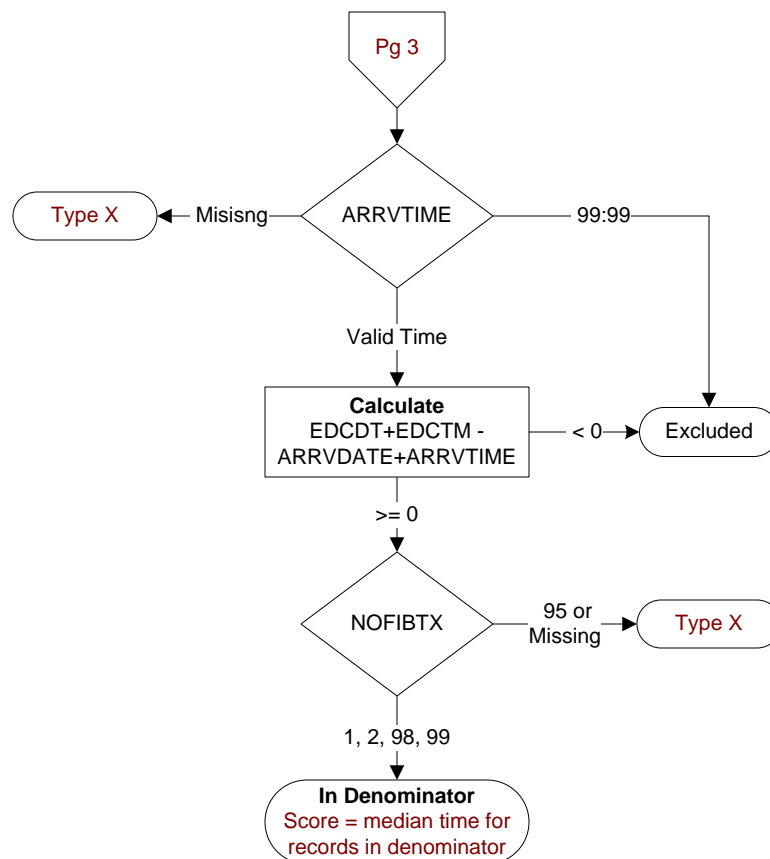 Pg 3
ARRVTIME
Type X
Misisng
99:99
Valid Time
Calculate
EDCDT+EDCTM -
ARRVDATE+ARRVTIME
< 0
Excluded
>= 0
NOFIBTX
95 or
Missing
Type X
1, 2, 98, 99
In Denominator
Score = median time for
records in denominator